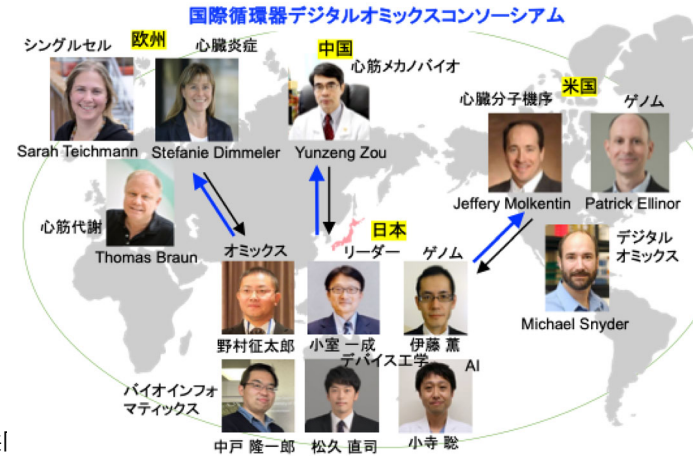 国際循環器デジタルオミックスコンソーシアム
シングルセル
欧州
心臓炎症
中国
心筋メカノバイオ
米国
心臓分子機序
ゲノム
Sarah Teichmann
Stefanie Dimmeler
Yunzeng Zou
Jeffery Molkentin
Patrick Ellinor
心筋代謝
Thomas Braun
日本
オミックス
リーダー
ゲノム
デジタル
オミックス
Michael Snyder
野村征太郎
小室 一成
伊藤 薫
デバイス工学
AI
バイオインフォ
マティックス
中戸 隆一郎
松久 直司
小寺 聡